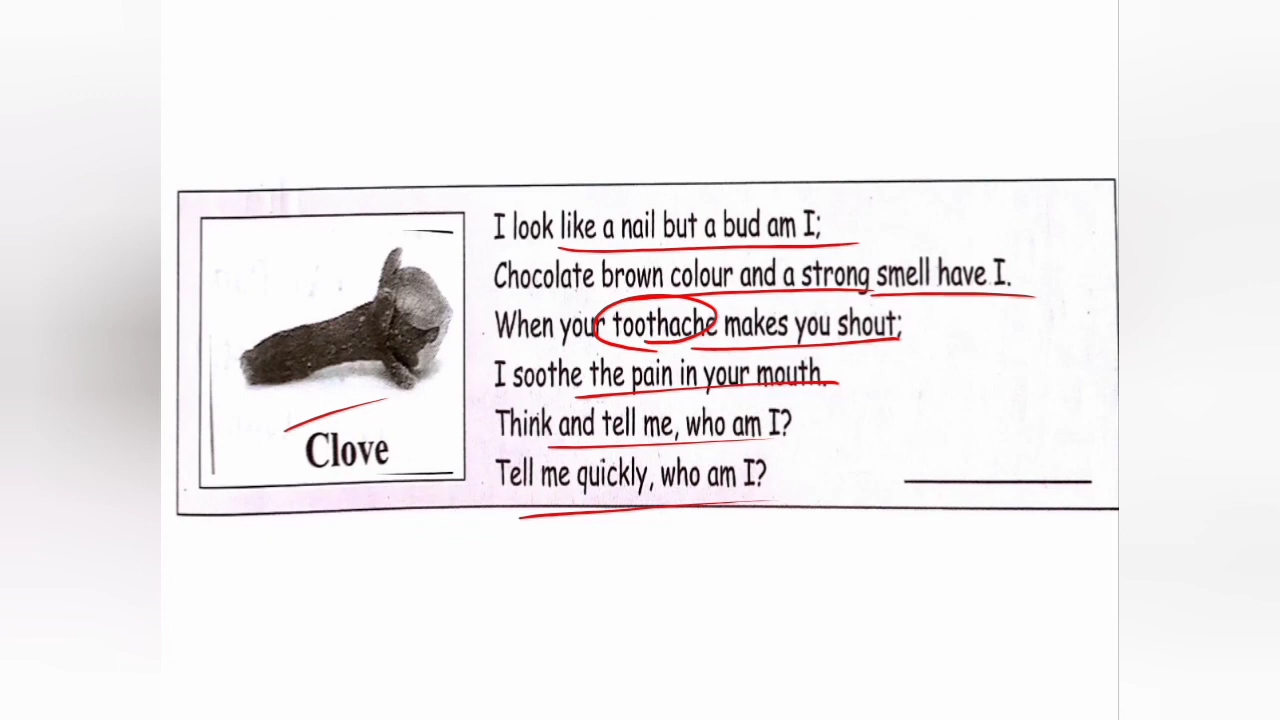 I look like a nail but a bud am I;
Chocolate brown colour and a strong smell have I.
When your toothache makes you shout;
I soothe the pain in your mouth.
Think and tell me, who am I?
Tell me quickly, who am I?
Clove